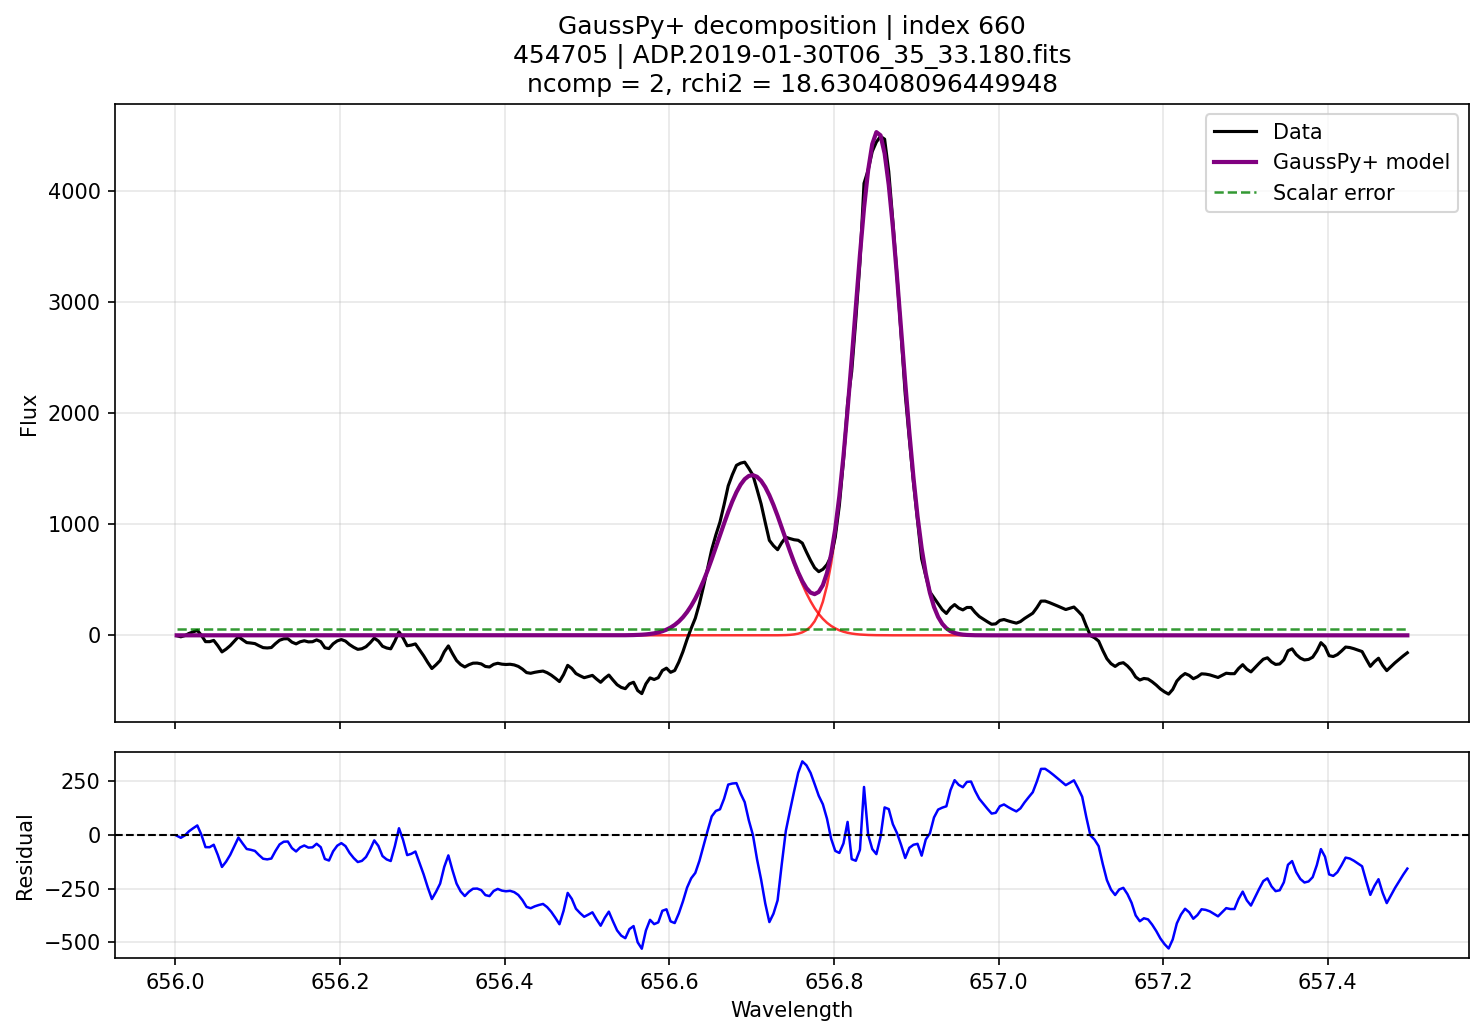 GaussPy+ decomposition | index 660
454705 | ADP.2019-01-30T06_35_33.180.fits
ncomp = 2, rchi2 = 18.630408096449948
Data
GaussPy+ model
Scalar error
Flux
4000
3000
2000
1000
0
Residual
250
0
−250
−500
656.0 656.2 656.4 656.6 656.8 657.0 657.2 657.4
Wavelength